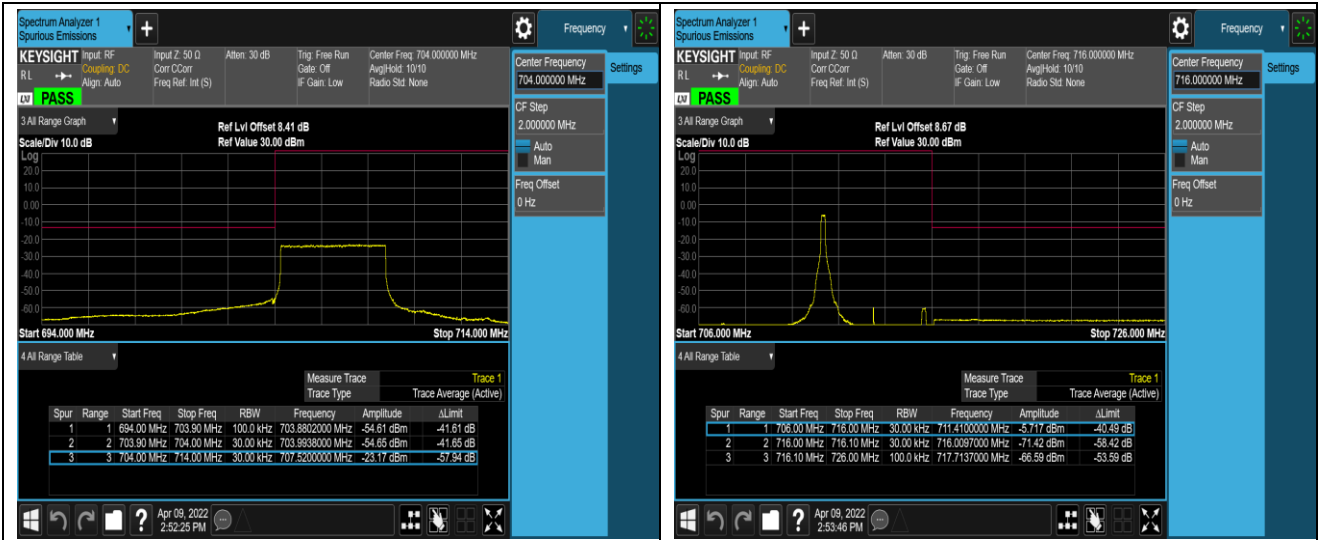 Spectrum Analyzer 1
Spurious Emissions
+
Frequency
KEYSIGHT Input: RF Input Z: 50 Ω Atten: 30 dB Trig: Free Run Center Freq: 704.000000 MHz
Coupling: DC Corr CCorr Gate: Off Avg|Hold: 10/10
RL Align: Auto Freq Ref: Int (S) IF Gain: Low Radio Std: None
LXI PASS
Center Frequency
704.000000 MHz
Settings
CF Step
2.000000 MHz
Auto
Man
Freq Offset
0 Hz
3 All Range Graph
Ref Lvl Offset 8.41 dB
Scale/Div 10.0 dB Ref Value 30.00 dBm
Log
20.0
10.0
0.00
-10.0
-20.0
-30.0
-40.0
-50.0
-60.0
Start 694.000 MHz Stop 714.000 MHz
4 All Range Table
Measure Trace Trace 1
Trace Type Trace Average (Active)
Spur Range Start Freq Stop Freq RBW Frequency Amplitude ΔLimit
1 1 694.00 MHz 703.90 MHz 100.0 kHz 703.8802000 MHz -54.61 dBm -41.61 dB
2 2 703.90 MHz 704.00 MHz 30.00 kHz 703.9938000 MHz -54.65 dBm -41.65 dB
3 3 704.00 MHz 714.00 MHz 30.00 kHz 707.5200000 MHz -23.17 dBm -57.94 dB
?
Apr 09, 2022
2:52:25 PM
Spectrum Analyzer 1
Spurious Emissions
+
Frequency
KEYSIGHT Input: RF Input Z: 50 Ω Atten: 30 dB Trig: Free Run Center Freq: 716.000000 MHz
Coupling: DC Corr CCorr Gate: Off Avg|Hold: 10/10
RL Align: Auto Freq Ref: Int (S) IF Gain: Low Radio Std: None
LXI PASS
Center Frequency
716.000000 MHz
Settings
CF Step
2.000000 MHz
Auto
Man
Freq Offset
0 Hz
3 All Range Graph
Ref Lvl Offset 8.67 dB
Scale/Div 10.0 dB Ref Value 30.00 dBm
Log
20.0
10.0
0.00
-10.0
-20.0
-30.0
-40.0
-50.0
-60.0
Start 706.000 MHz Stop 726.000 MHz
4 All Range Table
Measure Trace Trace 1
Trace Type Trace Average (Active)
Spur Range Start Freq Stop Freq RBW Frequency Amplitude ΔLimit
1 1 706.00 MHz 716.00 MHz 30.00 kHz 711.4100000 MHz -5.717 dBm -40.49 dB
2 2 716.00 MHz 716.10 MHz 30.00 kHz 716.0097000 MHz -71.42 dBm -58.42 dB
3 3 716.10 MHz 726.00 MHz 100.0 kHz 717.7137000 MHz -66.59 dBm -53.59 dB
?
Apr 09, 2022
2:53:46 PM